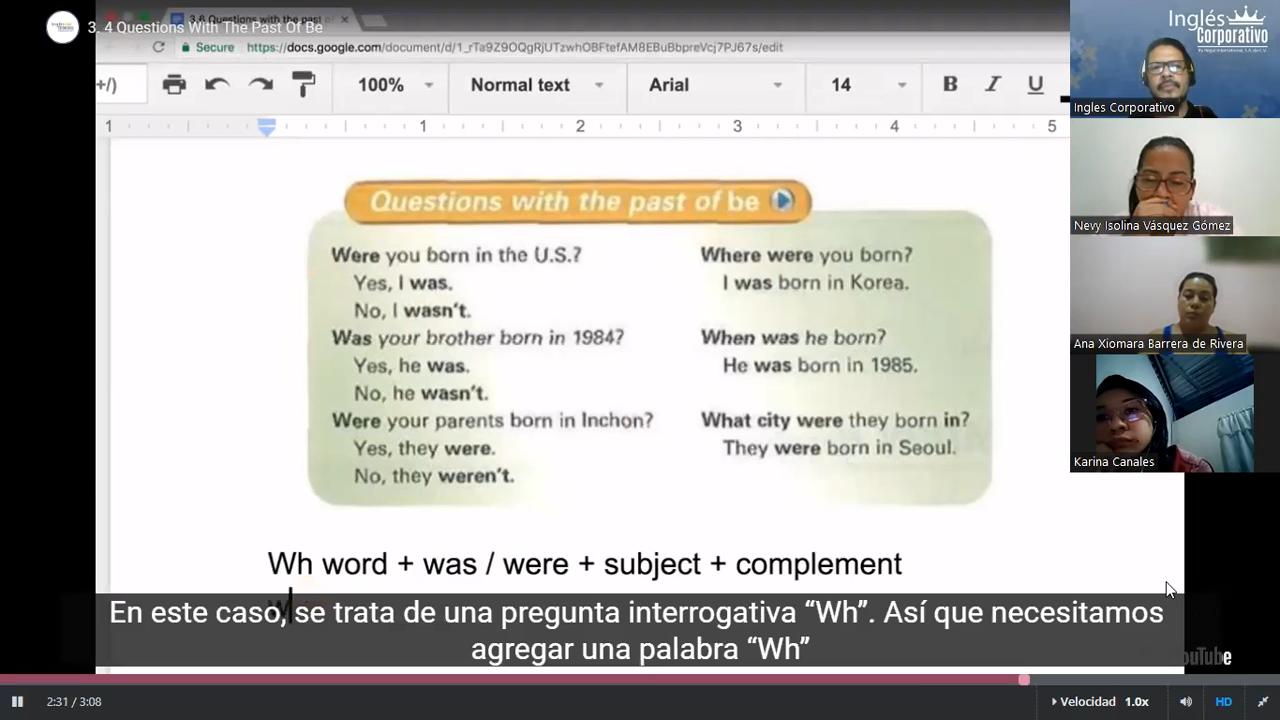 3. 4 Questions With The Past Of Be
3.6 Questions with the past of
Secure https://docs.google.com/document/d/1_rTa9Z9OQgRjUTzwhOBFtefAM8EBuBbpreVcj7PJ67s/edit
+/) 100% Normal text Arial 14 B I U
1 1 2 3 4 5
Inglés
Corporativo
Ingles Corporativo
Nevy Isolina Vásquez Gómez
Ana Xiomara Barrera de Rivera
Karina Canales
Questions with the past of be
Were you born in the U.S.?
Yes, I was.
No, I wasn't.
Was your brother born in 1984?
Yes, he was.
No, he wasn't.
Were your parents born in Inchon?
Yes, they were.
No, they weren't.
Where were you born?
I was born in Korea.
When was he born?
He was born in 1985.
What city were they born in?
They were born in Seoul.
Wh word + was / were + subject + complement
W
En este caso, se trata de una pregunta interrogativa “Wh”. Así que necesitamos
agregar una palabra “Wh”
2:31 / 3:08
Velocidad 1.0x HD